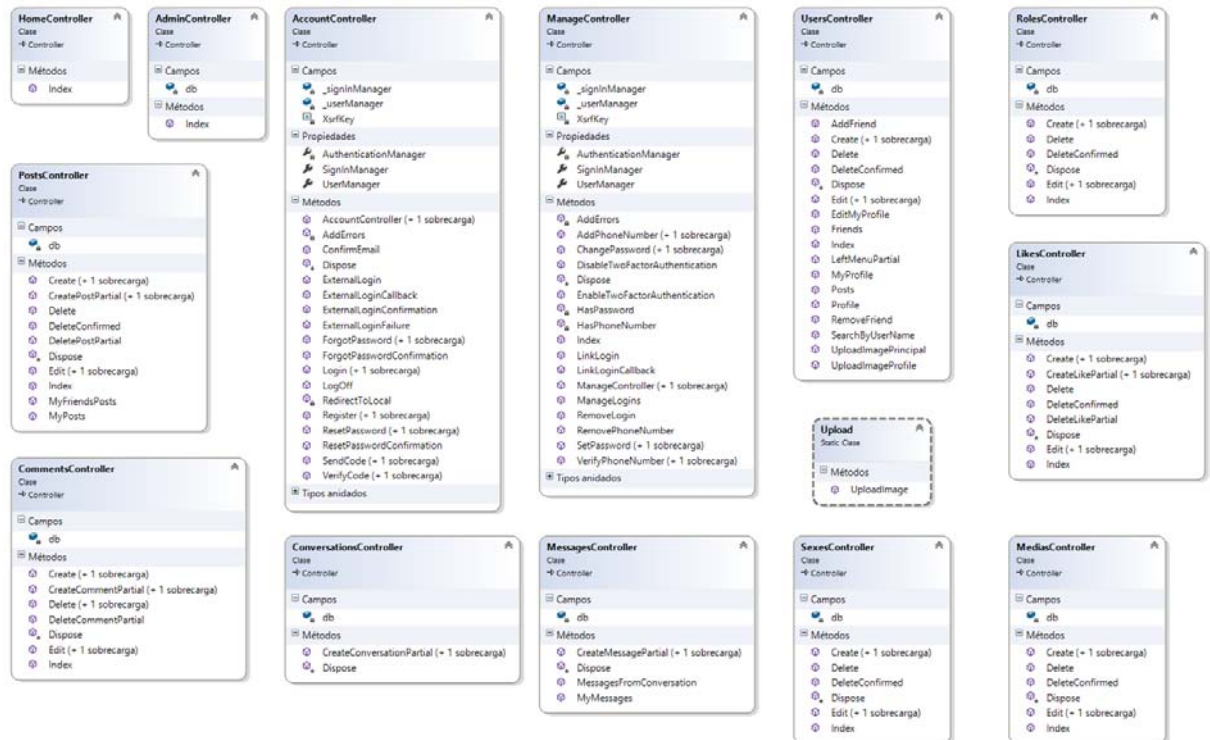 HomeController
Clase
Controller
Métodos
Index
AdminController
Clase
Controller
Campos
db
Métodos
Index
AccountController
Clase
Controller
Campos
_signInManager
_userManager
XsrfKey
Propiedades
AuthenticationManager
SignInManager
UserManager
Métodos
AccountController (+ 1 sobrecarga)
AddErrors
ConfirmEmail
Dispose
ExternalLogin
ExternalLoginCallback
ExternalLoginConfirmation
ExternalLoginFailure
ForgotPassword (+ 1 sobrecarga)
ForgotPasswordConfirmation
Login (+ 1 sobrecarga)
LogOff
RedirectToLocal
Register (+ 1 sobrecarga)
ResetPassword (+ 1 sobrecarga)
ResetPasswordConfirmation
SendCode (+ 1 sobrecarga)
VerifyCode (+ 1 sobrecarga)
Tipos anidados
ManageController
Clase
Controller
Campos
_signInManager
_userManager
XsrfKey
Propiedades
AuthenticationManager
SignInManager
UserManager
Métodos
AddErrors
AddPhoneNumber (+ 1 sobrecarga)
ChangePassword (+ 1 sobrecarga)
DisableTwoFactorAuthentication
Dispose
EnableTwoFactorAuthentication
HasPassword
HasPhoneNumber
Index
LinkLogin
LinkLoginCallback
ManageController (+ 1 sobrecarga)
ManageLogins
RemoveLogin
RemovePhoneNumber
SetPassword (+ 1 sobrecarga)
VerifyPhoneNumber (+ 1 sobrecarga)
Tipos anidados
UsersController
Clase
Controller
Campos
db
Métodos
AddFriend
Create (+ 1 sobrecarga)
Delete
DeleteConfirmed
Dispose
Edit (+ 1 sobrecarga)
EditMyProfile
Friends
Index
LeftMenuPartial
MyProfile
Posts
Profile
RemoveFriend
SearchByUserName
UploadImagePrincipal
UploadImageProfile
RolesController
Clase
Controller
Campos
db
Métodos
Create (+ 1 sobrecarga)
Delete
DeleteConfirmed
Dispose
Edit (+ 1 sobrecarga)
Index
PostsController
Clase
Controller
Campos
db
Métodos
Create (+ 1 sobrecarga)
CreatePostPartial (+ 1 sobrecarga)
Delete
DeleteConfirmed
DeletePostPartial
Dispose
Edit (+ 1 sobrecarga)
Index
MyFriendsPosts
MyPosts
LikesController
Clase
Controller
Campos
db
Métodos
Create (+ 1 sobrecarga)
CreateLikePartial (+ 1 sobrecarga)
Delete
DeleteConfirmed
DeleteLikePartial
Dispose
Edit (+ 1 sobrecarga)
Index
Upload
Static Clase
Métodos
UploadImage
CommentsController
Clase
Controller
Campos
db
Métodos
Create (+ 1 sobrecarga)
CreateCommentPartial (+ 1 sobrecarga)
Delete (+ 1 sobrecarga)
DeleteCommentPartial
Dispose
Edit (+ 1 sobrecarga)
Index
ConversationsController
Clase
Controller
Campos
db
Métodos
CreateConversationPartial (+ 1 sobrecarga)
Dispose
MessagesController
Clase
Controller
Campos
db
Métodos
CreateMessagePartial (+ 1 sobrecarga)
Dispose
MessagesFromConversation
MyMessages
SexesController
Clase
Controller
Campos
db
Métodos
Create (+ 1 sobrecarga)
Delete
DeleteConfirmed
Dispose
Edit (+ 1 sobrecarga)
Index
MediasController
Clase
Controller
Campos
db
Métodos
Create (+ 1 sobrecarga)
Delete
DeleteConfirmed
Dispose
Edit (+ 1 sobrecarga)
Index